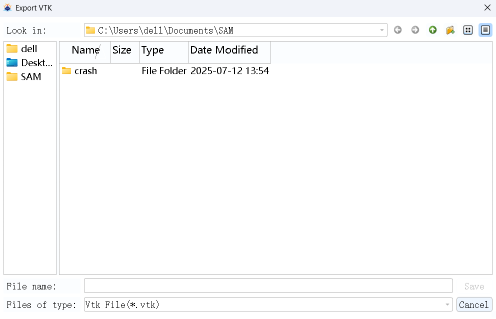 Export VTK
Look in: C:\Users\dell\Documents\SAM
dell
Deskt...
SAM
Name Size Type Date Modified
crash File Folder 2025-07-12 13:54
File name: Save
Files of type: Vtk File(*.vtk) Cancel